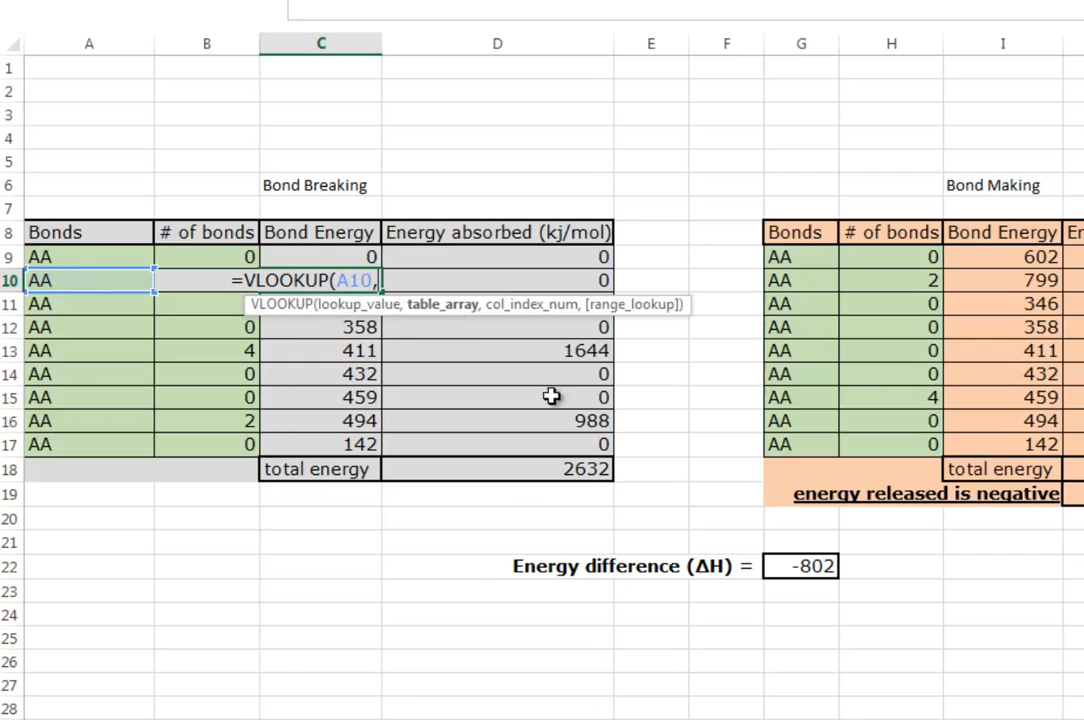 A B C D E F G H I
1
2
3
4
5
6 Bond Breaking Bond Making
7
8 Bonds # of bonds Bond Energy Energy absorbed (kj/mol) Bonds # of bonds Bond Energy
9 AA 0 0 0 AA 0 602
10 AA =VLOOKUP(A10, 0 AA 2 799
11 AA VLOOKUP(lookup_value, table_array, col_index_num, [range_lookup]) AA 0 346
12 AA 0 358 0 AA 0 358
13 AA 4 411 1644 AA 0 411
14 AA 0 432 0 AA 0 432
15 AA 0 459 0 AA 4 459
16 AA 2 494 988 AA 0 494
17 AA 0 142 0 AA 0 142
18 total energy 2632 total energy
19 energy released is negative
20
21
22 Energy difference (ΔH) = -802
23
24
25
26
27
28